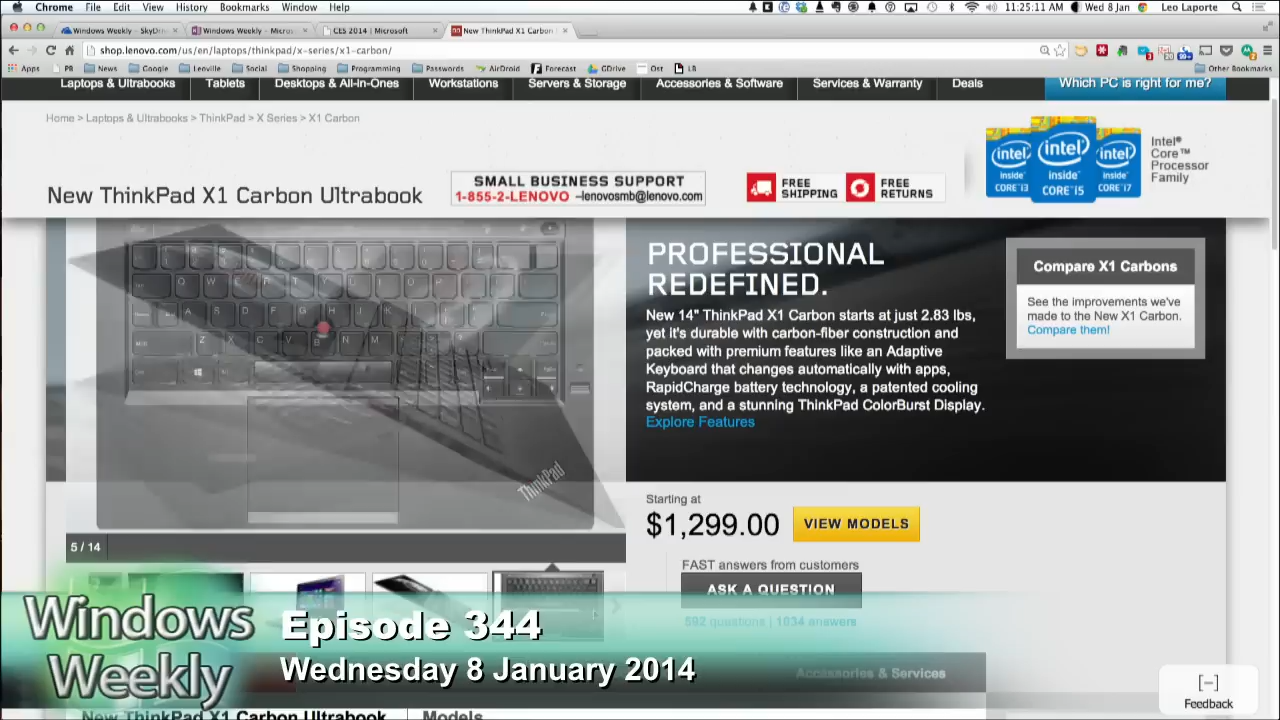 Chrome File Edit View History Bookmarks Window Help
11:25:11 AM Wed 8 Jan Leo Laporte
Windows Weekly – SkyDriv
Windows Weekly – Micros
CES 2014 | Microsoft
New ThinkPad X1 Carbon
shop.lenovo.com/us/en/laptops/thinkpad/x-series/x1-carbon/
Apps PB News Google Leoville Social Shopping Programming Passwords AirDroid Forecast GDrive Ost LB Other Bookmarks
Laptops & Ultrabooks Tablets Desktops & All-In-Ones Workstations Servers & Storage Accessories & Software Services & Warranty Deals Which PC is right for me?
Home > Laptops & Ultrabooks > ThinkPad > X Series > X1 Carbon
New ThinkPad X1 Carbon Ultrabook
SMALL BUSINESS SUPPORT
1-855-2-LENOVO –lenovosmb@lenovo.com
FREE
SHIPPING
FREE
RETURNS
intel inside CORE i3
intel inside CORE i5
intel inside CORE i7
Intel®
Core™
Processor
Family
PROFESSIONAL
REDEFINED.
New 14" ThinkPad X1 Carbon starts at just 2.83 lbs,
yet it's durable with carbon-fiber construction and
packed with premium features like an Adaptive
Keyboard that changes automatically with apps,
RapidCharge battery technology, a patented cooling
system, and a stunning ThinkPad ColorBurst Display.
Explore Features
Compare X1 Carbons
See the improvements we've
made to the New X1 Carbon.
Compare them!
ThinkPad
5 / 14
Starting at
$1,299.00
VIEW MODELS
FAST answers from customers
ASK A QUESTION
592 questions | 1034 answers
Windows
Weekly
Episode 344
Wednesday 8 January 2014
Accessories & Services
[-]
Feedback
New ThinkPad X1 Carbon Ultrabook
Models